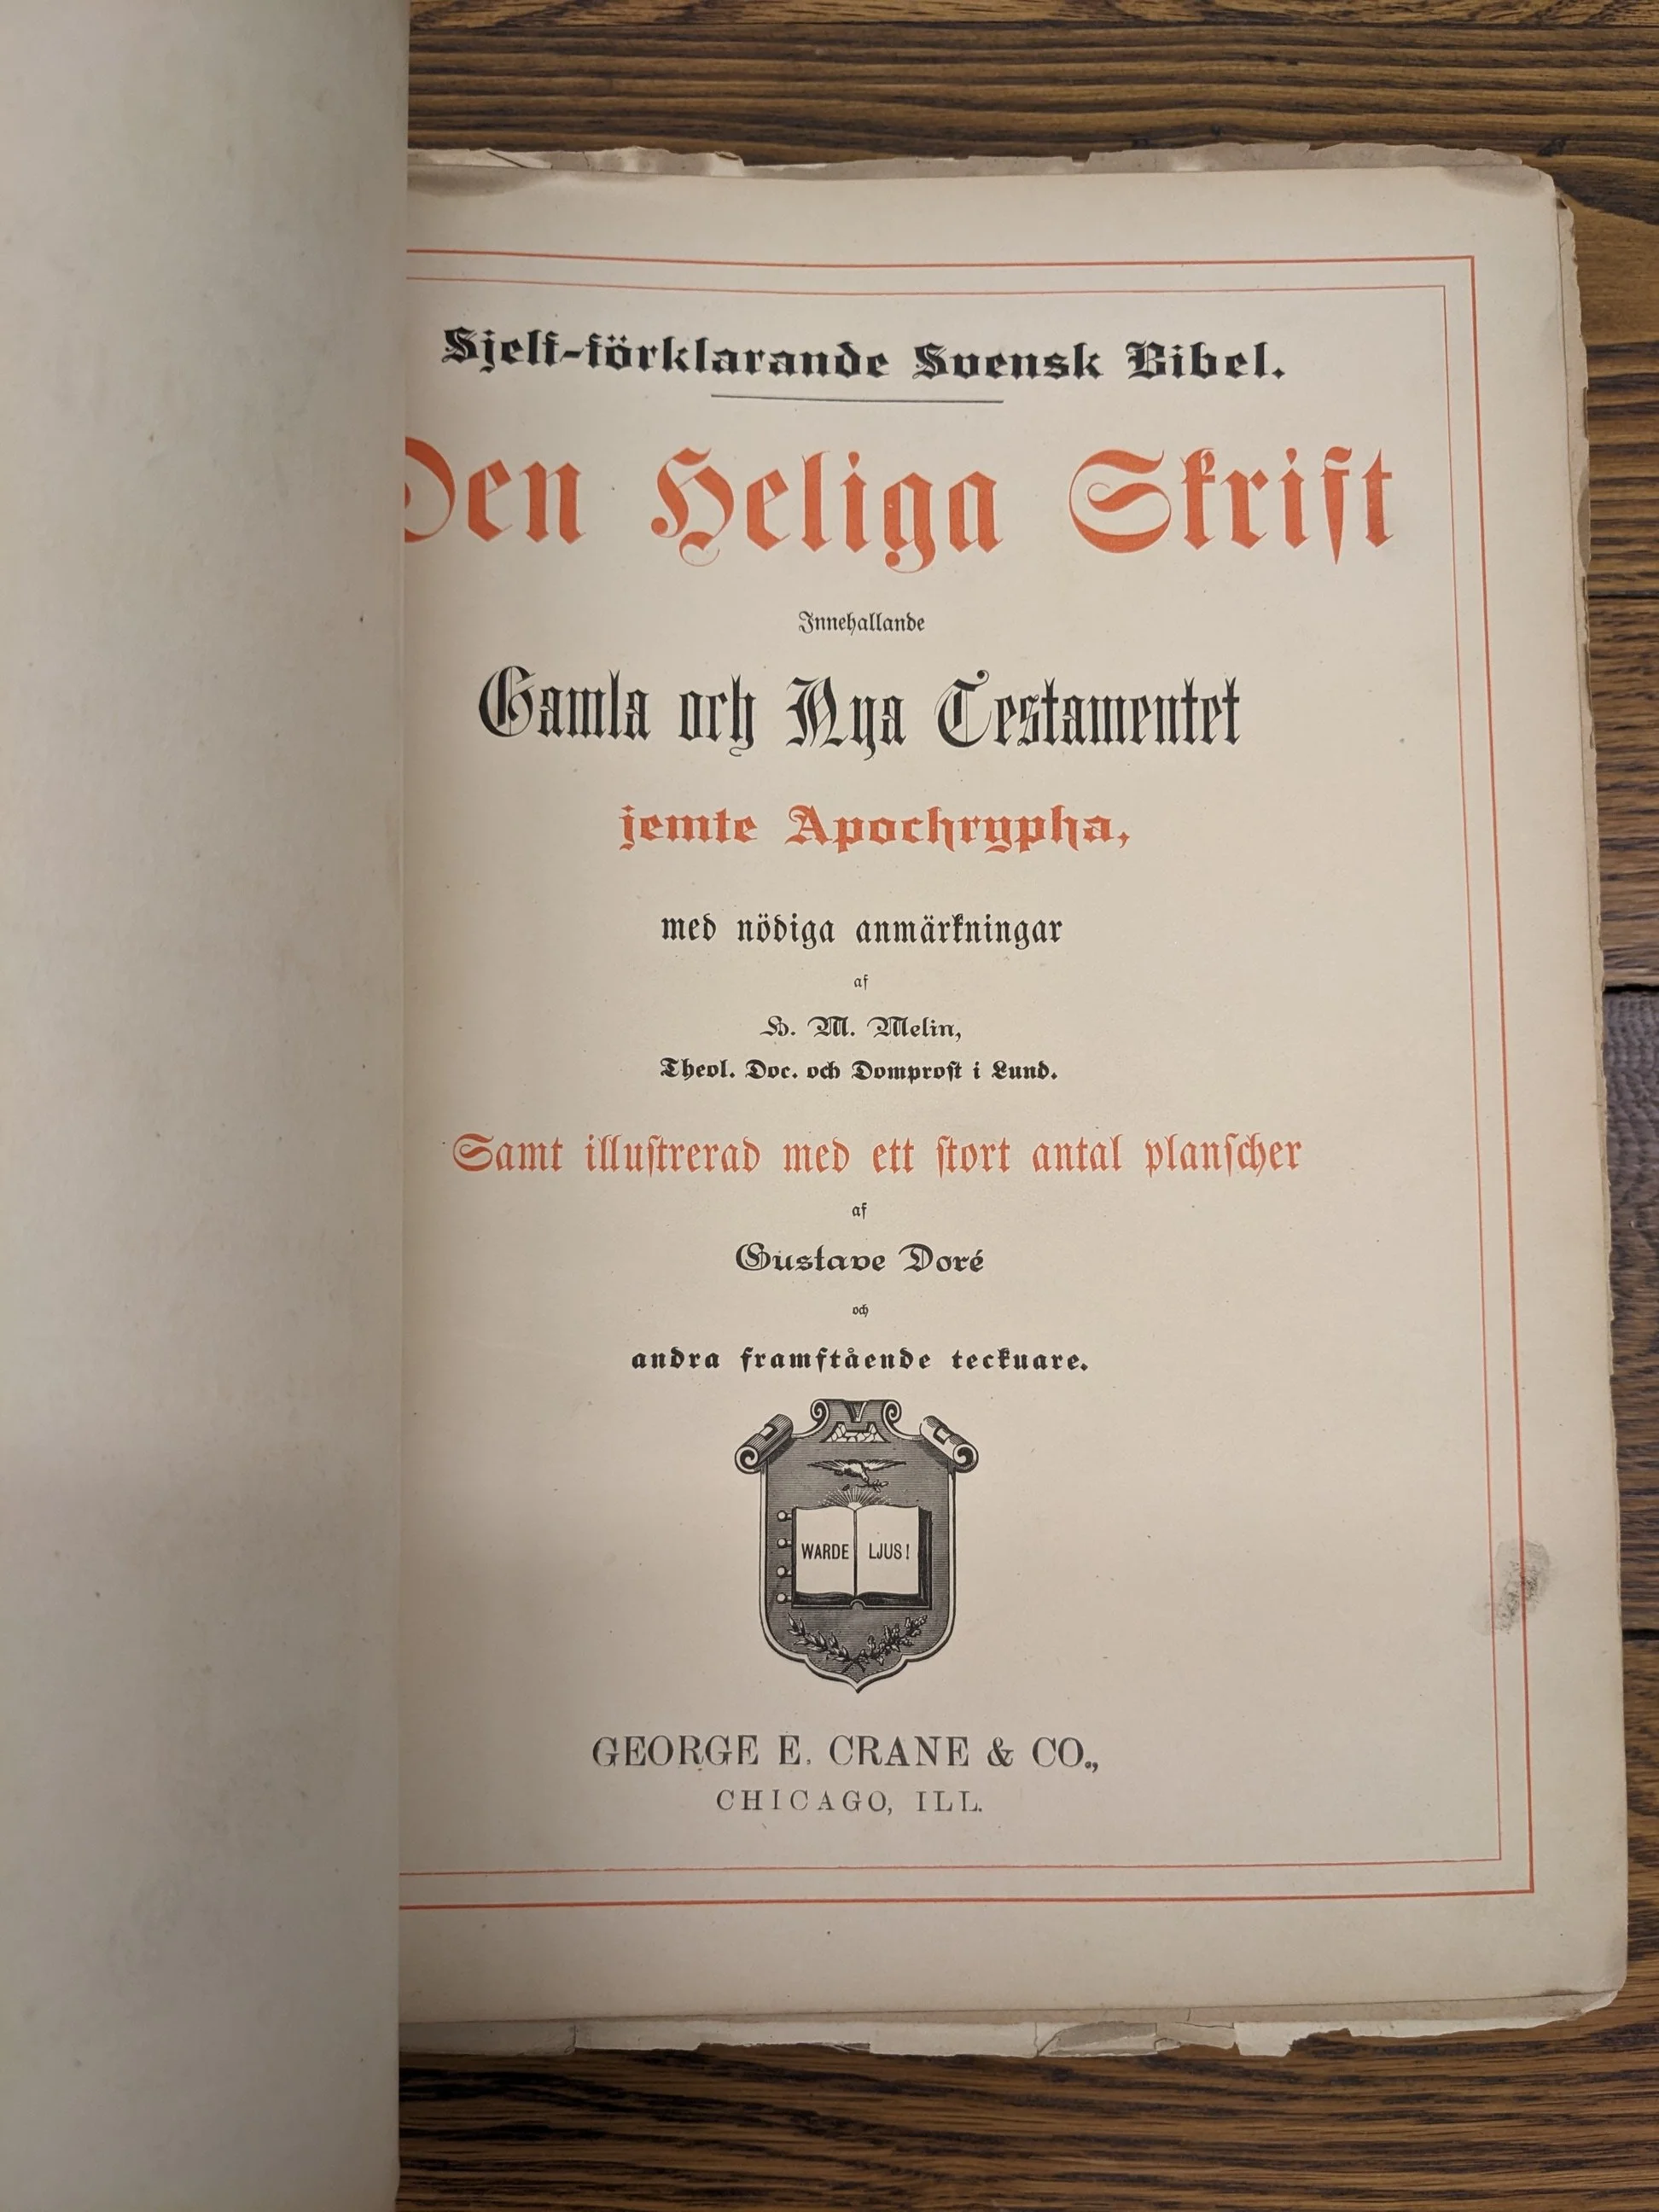 Sjelf-förklarande Svensk Bibel.
Den Heliga Skrift
Innehallande
Gamla och Nya Testamentet
jemte Apochrypha,
med nödiga anmärkningar
af
H. M. Melin,
Theol. Doc. och Domprost i Lund.
Samt illustrerad med ett stort antal planscher
af
Gustave Doré
och
andra framftående teckuare.
WARDE LJUS!
GEORGE E. CRANE & CO.,
CHICAGO, ILL.